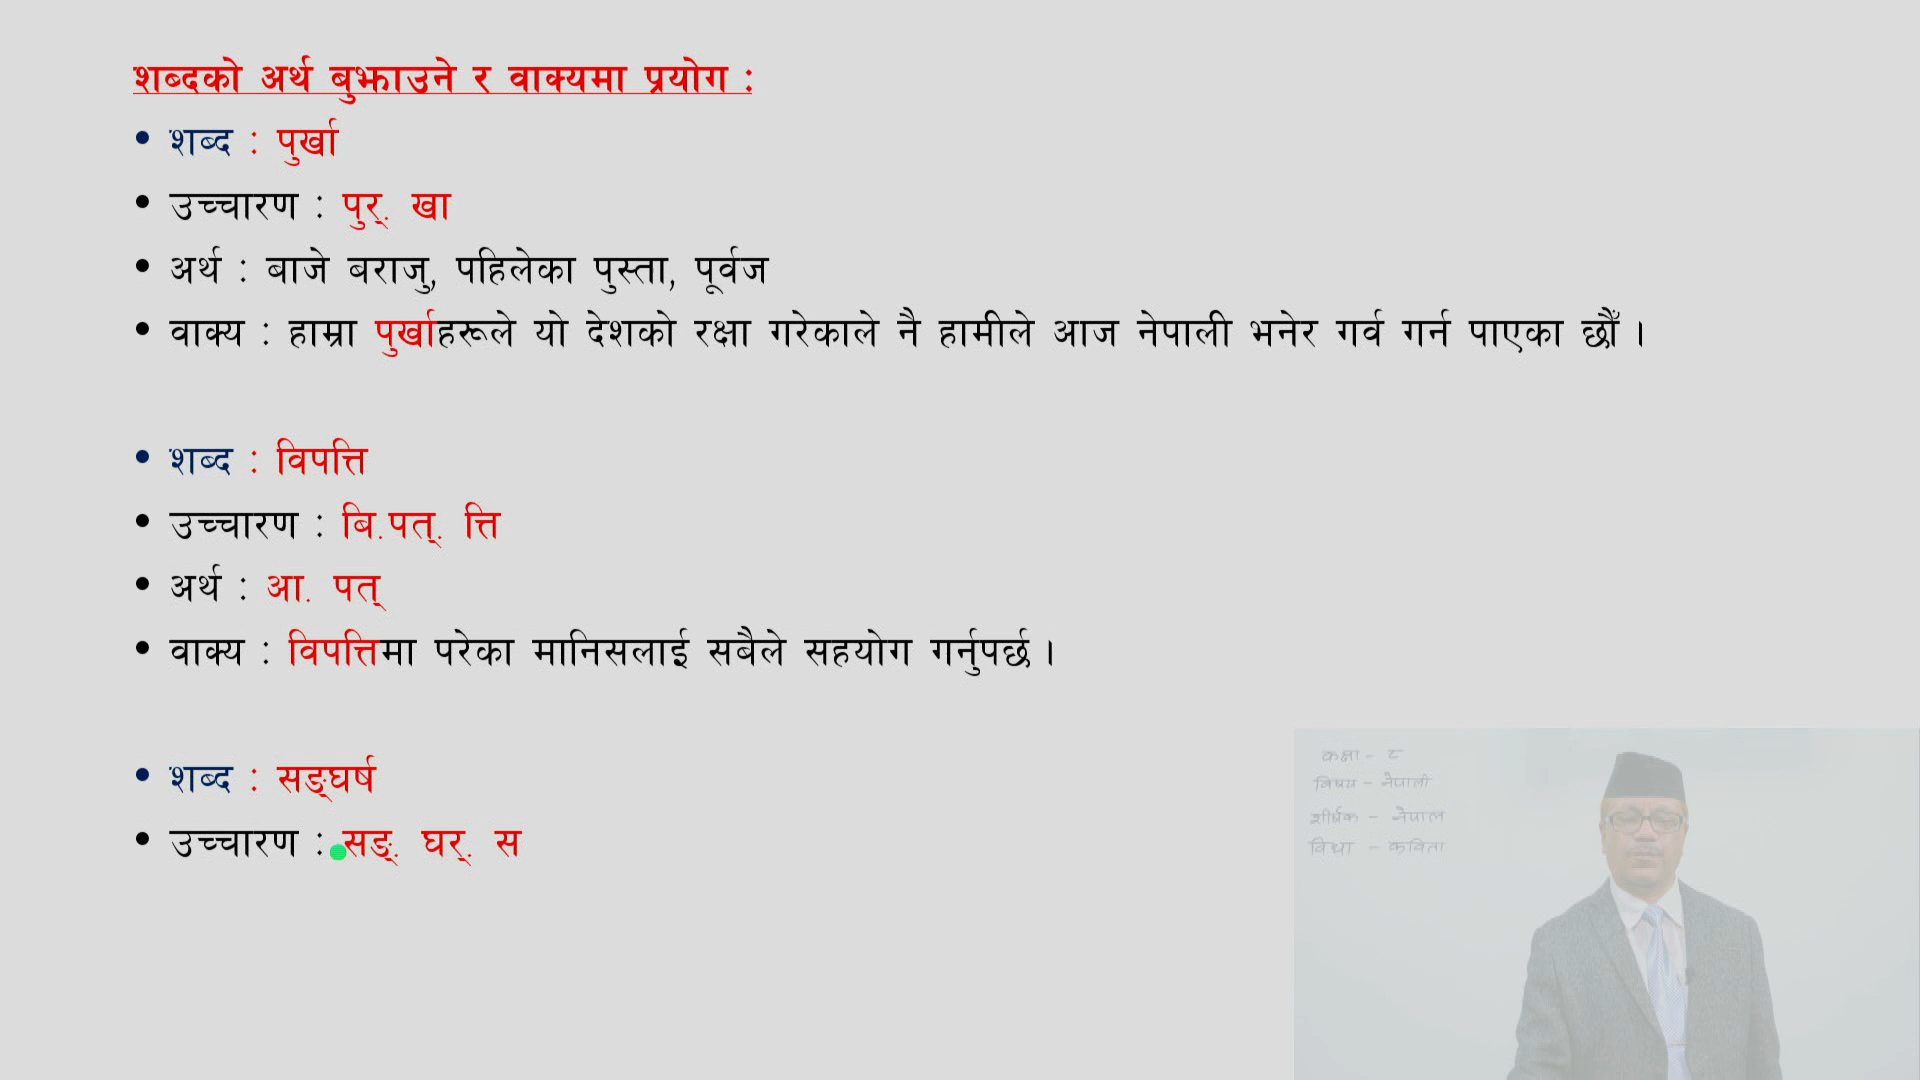 शब्दको अर्थ बुझाउने र वाक्यमा प्रयोग :
• शब्द : पुर्खा
• उच्चारण : पुर्. खा
• अर्थ : बाजे बराजु, पहिलेका पुस्ता, पूर्वज
• वाक्य : हाम्रा पुर्खाहरूले यो देशको रक्षा गरेकाले नै हामीले आज नेपाली भनेर गर्व गर्न पाएका छौँ ।
• शब्द : विपत्ति
• उच्चारण : बि.पत्. त्ति
• अर्थ : आ. पत्
• वाक्य : विपत्तिमा परेका मानिसलाई सबैले सहयोग गर्नुपर्छ ।
• शब्द : सङ्घर्ष
• उच्चारण : सङ्. घर्. स
कक्षा - ८
विषय - नेपाली
शीर्षक - नेपाल
विधा - कविता